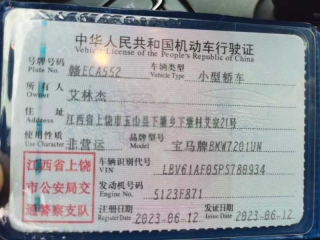 中华人民共和国机动车行驶证
Vehicle License of the People's Republic of China
号牌号码 Plate No. 赣ECA552 车辆类型 Vehicle Type 小型轿车
所有人 Owner 艾林杰
住址 Address 江西省上饶市玉山县下塘乡下塘村艾家21号
使用性质 Use Character 非营运 品牌型号 Model 宝马牌BMW7201UN
江西省上饶
市公安局交
通警察支队
车辆识别代号 VIN LBV61AF05PS780934
发动机号码 Engine No. 5123F871
注册日期 Register Date 2023-06-12 发证日期 Issue Date 2023-06-12